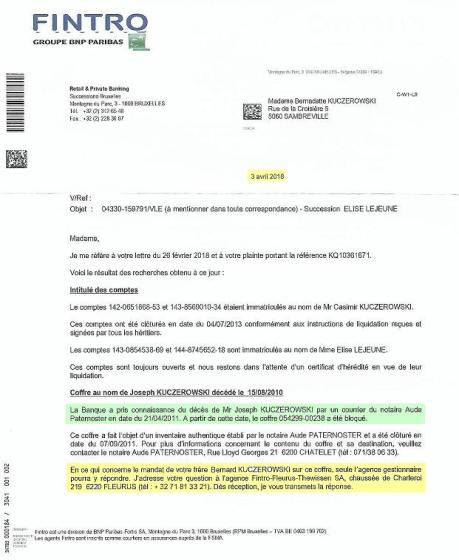 FINTRO
GROUPE BNP PARIBAS
Retail & Private Banking
Successions Bruxelles
Montagne du Parc, 3 - 1000 BRUXELLES
Tél. : +32 (2) 312 65 48
Fax : +32 (2) 228 36 97
C-W1-L8
Madame Bernadette KUCZEROWSKI
Rue de la Croisière 5
5060 SAMBREVILLE
3 avril 2018
V/Ref :
Objet : 04330-159791/VLE (à mentionner dans toute correspondance) - Succession ELISE LEJEUNE
Madame,
Je me réfère à votre lettre du 26 février 2018 et à votre plainte portant la référence KQ10361671.
Voici le résultat des recherches obtenu à ce jour :
Intitulé des comptes
Le comptes 142-0651868-53 et 143-8569010-34 étaient immatriculés au nom de Mr Casimir KUCZEROWSKI.
Ces comptes ont été clôturés en date du 04/07/2013 conformément aux instructions de liquidation reçues et
signées par tous les héritiers.
Les comptes 143-0854538-69 et 144-8745652-18 sont immatriculés au nom de Mme Elise LEJEUNE.
Ces comptes sont toujours ouverts et nous restons dans l'attente d'un certificat d'hérédité en vue de leur
liquidation.
Coffre au nom de Joseph KUCZEROWSKI décédé le 15/08/2010
La Banque a pris connaissance du décès de Mr Joseph KUCZEROWSKI par un courrier du notaire Aude
Paternoster en date du 21/04/2011. A partir de cette date, le coffre 054299-00238 a été bloqué.
Ce coffre a fait l'objet d'un inventaire authentique établi par le notaire Aude PATERNOSTER et a été clôturé en
date du 07/09/2011. Pour plus d'informations concernant le contenu du coffre et sa destination, veuillez
contacter le notaire Aude PATERNOSTER, Rue Lloyd Georges 21 6200 CHATELET (tél : 071/38 06 33).
En ce qui concerne le mandat de votre frère Bernard KUCZEROWSKI sur ce coffre, seule l'agence gestionnaire
pourra y répondre. J'adresse votre question à l'agence Fintro-Fleurus-Thewissen SA, chaussée de Charleroi
219 6220 FLEURUS (tél : + 32 71 81 33 21). Dès réception, je vous transmets la réponse.
3041 001 002
Fintro est une division de BNP Paribas Fortis SA, Montagne du Parc 3, 1000 Bruxelles (RPM Bruxelles – TVA BE 0403 199 702)
Les agents Fintro sont inscrits comme courtiers en assurances auprès de la FSMA.